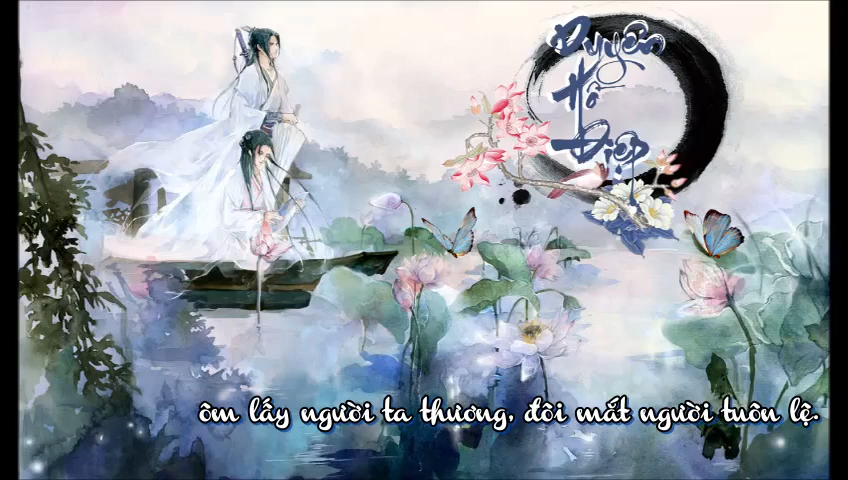 Duyên
Hồ
Điệp
ôm lấy người ta thương, đôi mắt người tuôn lệ.